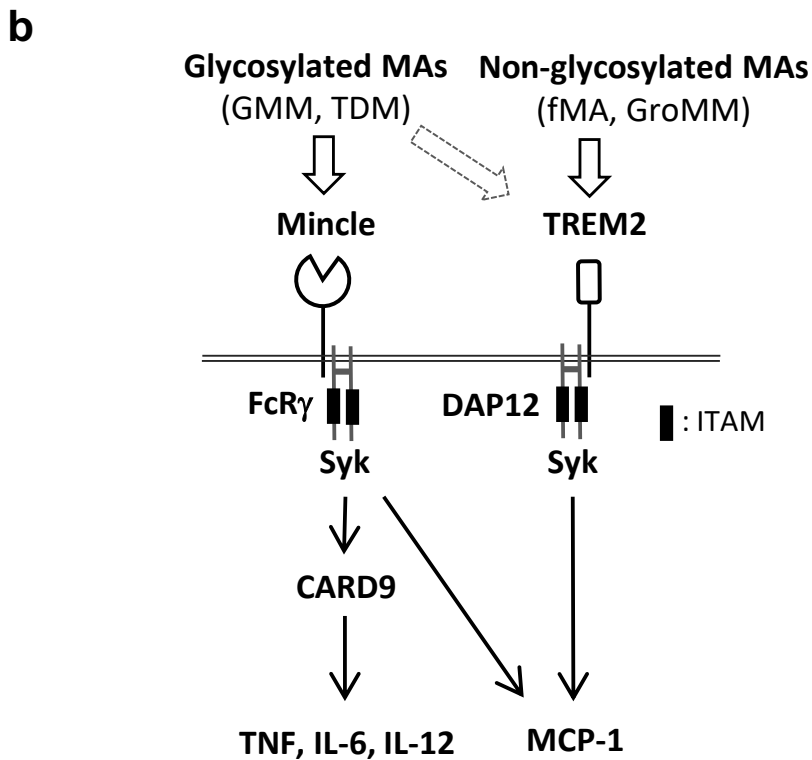 b
Glycosylated MAs
(GMM, TDM)
Non-glycosylated MAs
(fMA, GroMM)
Mincle
TREM2
FcRγ
DAP12
: ITAM
Syk
Syk
CARD9
TNF, IL-6, IL-12
MCP-1